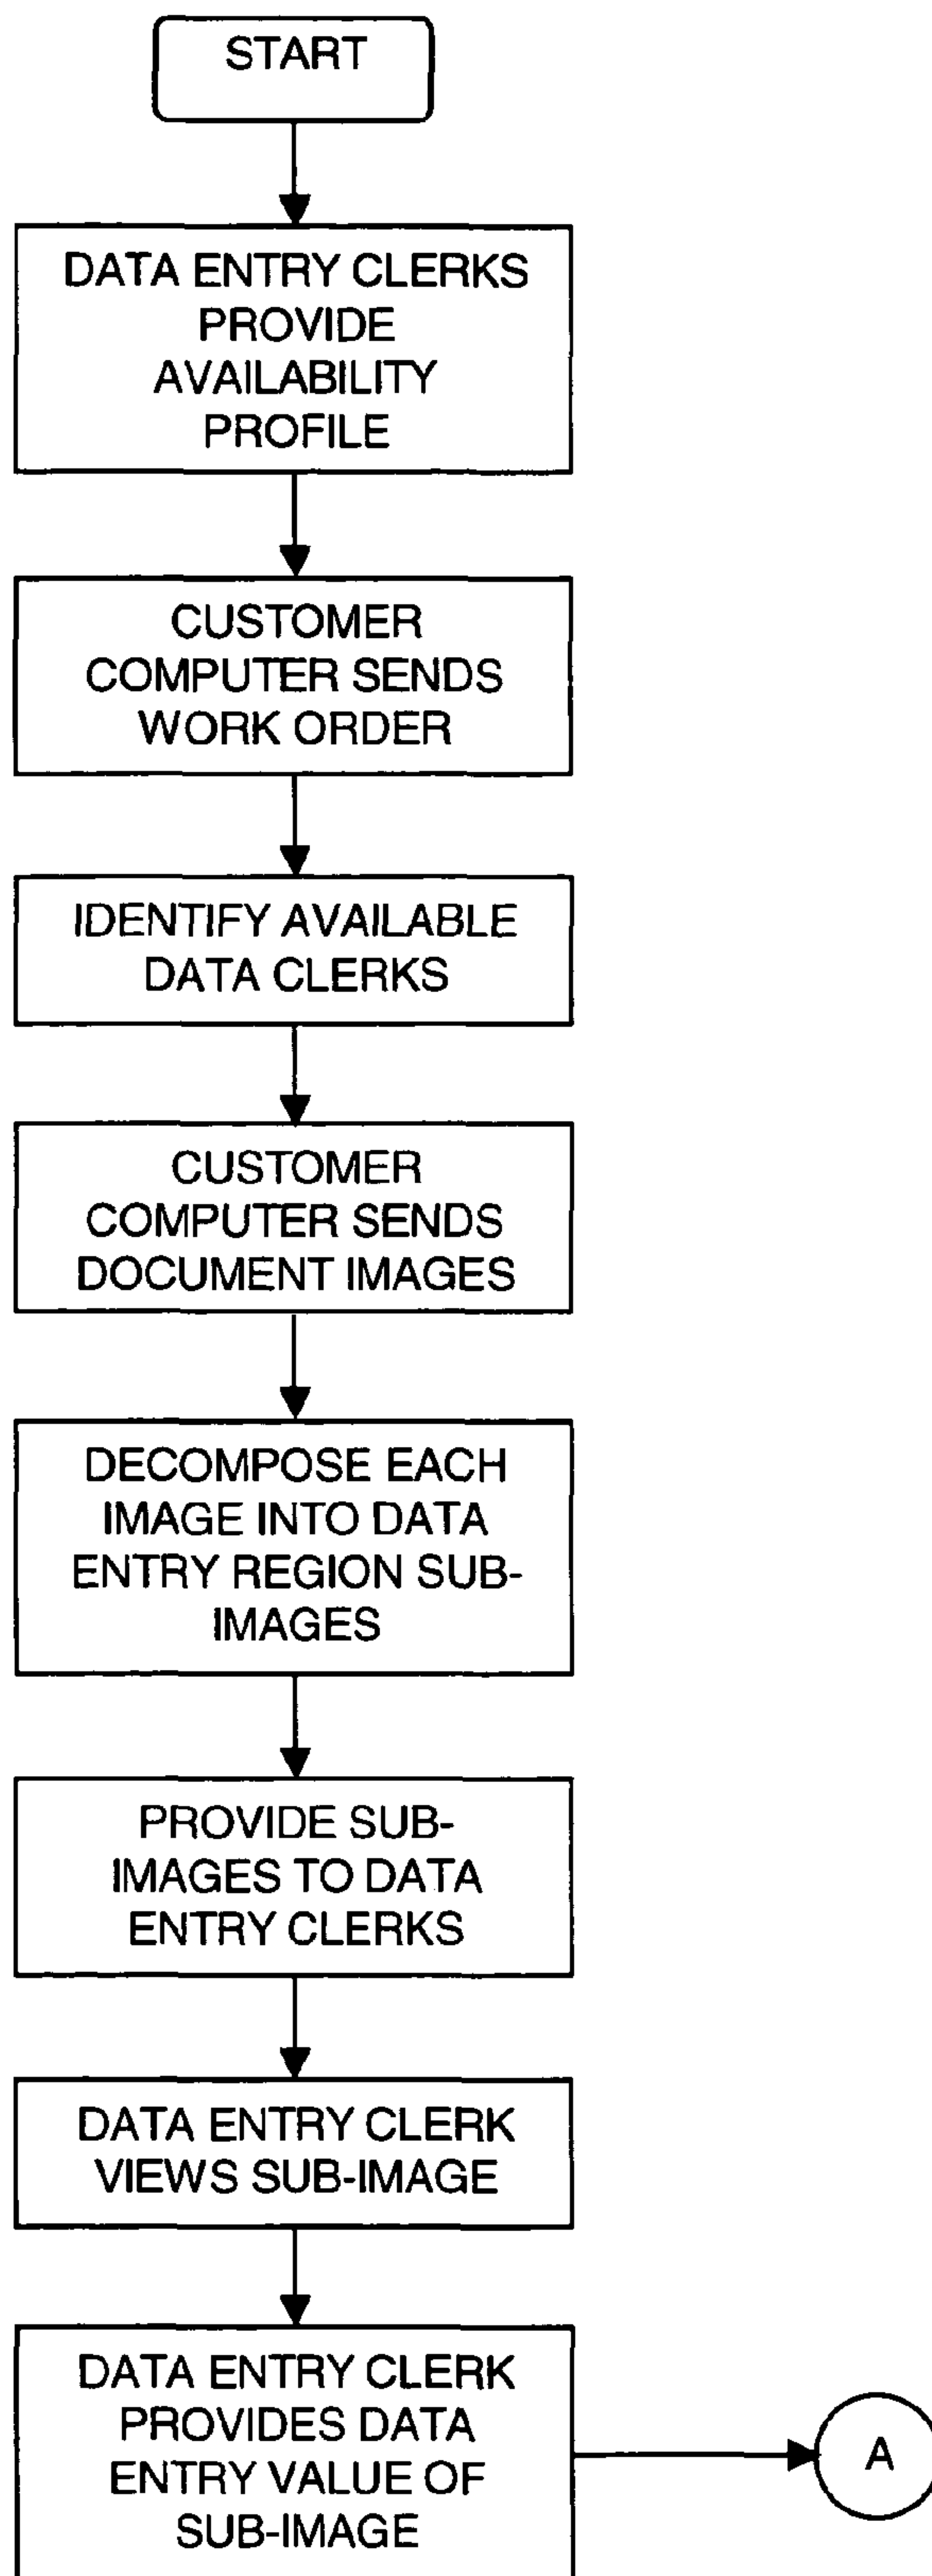 START
DATA ENTRY CLERKS
PROVIDE
AVAILABILITY
PROFILE
CUSTOMER
COMPUTER SENDS
WORK ORDER
IDENTIFY AVAILABLE
DATA CLERKS
CUSTOMER
COMPUTER SENDS
DOCUMENT IMAGES
DECOMPOSE EACH
IMAGE INTO DATA
ENTRY REGION SUB-
IMAGES
PROVIDE SUB-
IMAGES TO DATA
ENTRY CLERKS
DATA ENTRY CLERK
VIEWS SUB-IMAGE
DATA ENTRY CLERK
PROVIDES DATA
ENTRY VALUE OF
SUB-IMAGE
A